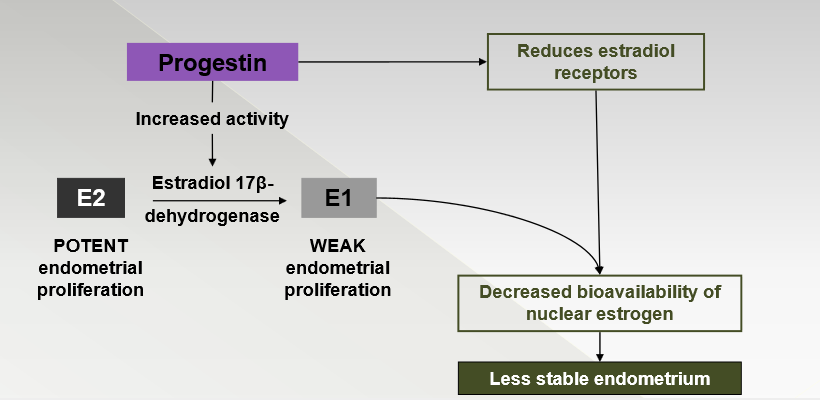 Progestin
Reduces estradiol
receptors
Increased activity
Estradiol 17β-
dehydrogenase
E2
E1
POTENT
endometrial
proliferation
WEAK
endometrial
proliferation
Decreased bioavailability of
nuclear estrogen
Less stable endometrium